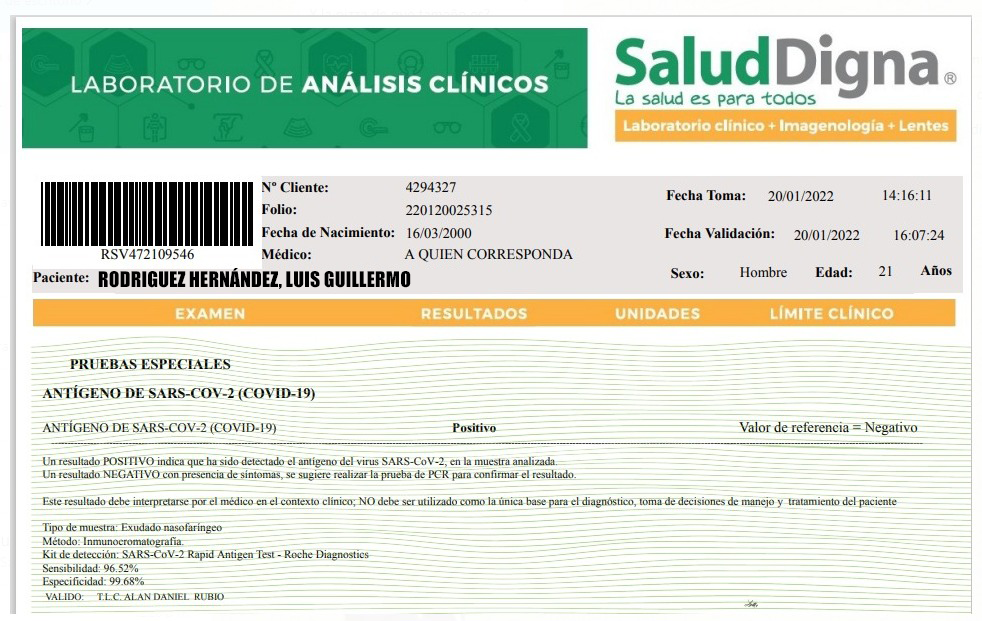 LABORATORIO DE ANÁLISIS CLÍNICOS
SaludDigna®
La salud es para todos
Laboratorio clínico + Imagenología + Lentes
RSV472109546
Nº Cliente: 4294327
Folio: 220120025315
Fecha de Nacimiento: 16/03/2000
Médico: A QUIEN CORRESPONDA
Fecha Toma: 20/01/2022 14:16:11
Fecha Validación: 20/01/2022 16:07:24
Sexo: Hombre Edad: 21 Años
Paciente: RODRIGUEZ HERNÁNDEZ, LUIS GUILLERMO
EXAMEN RESULTADOS UNIDADES LÍMITE CLÍNICO
PRUEBAS ESPECIALES
ANTÍGENO DE SARS-COV-2 (COVID-19)
ANTÍGENO DE SARS-COV-2 (COVID-19) Positivo Valor de referencia = Negativo
Un resultado POSITIVO indica que ha sido detectado el antígeno del virus SARS-CoV-2, en la muestra analizada.
Un resultado NEGATIVO con presencia de síntomas, se sugiere realizar la prueba de PCR para confirmar el resultado.
Este resultado debe interpretarse por el médico en el contexto clínico; NO debe ser utilizado como la única base para el diagnóstico, toma de decisiones de manejo y tratamiento del paciente
Tipo de muestra: Exudado nasofaríngeo
Método: Inmunocromatografía.
Kit de detección: SARS-CoV-2 Rapid Antigen Test - Roche Diagnostics
Sensibilidad: 96.52%
Especificidad: 99.68%
VALIDO: T.L.C. ALAN DANIEL RUBIO